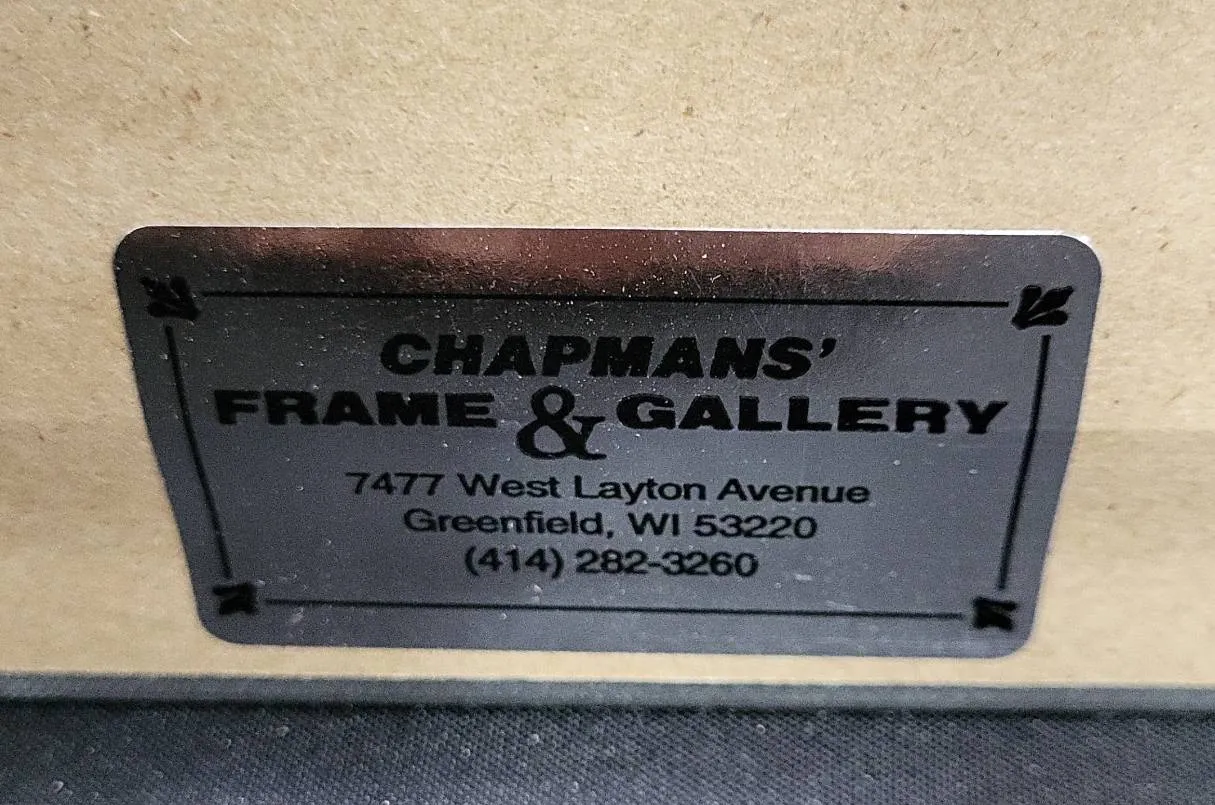 CHAPMANS'
FRAME & GALLERY
7477 West Layton Avenue
Greenfield, WI 53220
(414) 282-3260